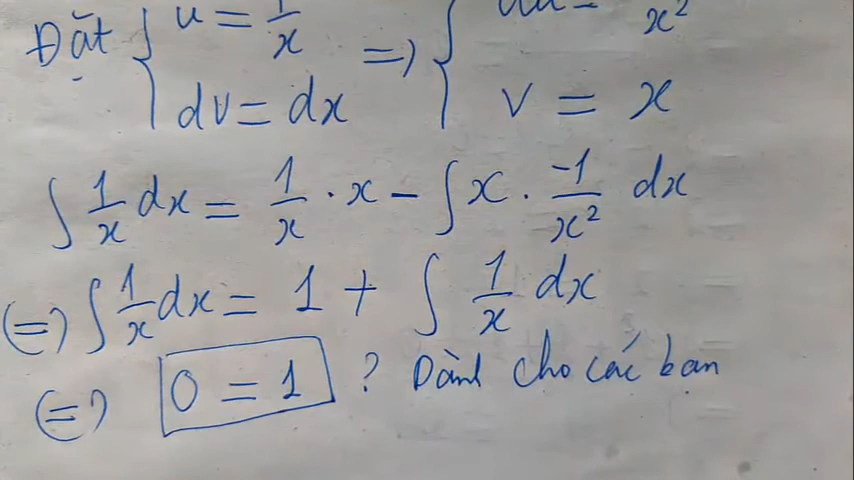 Đặt { u = 1/x => { du = -1/x²
dv = dx v = x
∫ 1/x dx = 1/x · x - ∫ x · -1/x² dx
(=) ∫ 1/x dx = 1 + ∫ 1/x dx
(=) 0 = 1 ? Dành cho các bạn